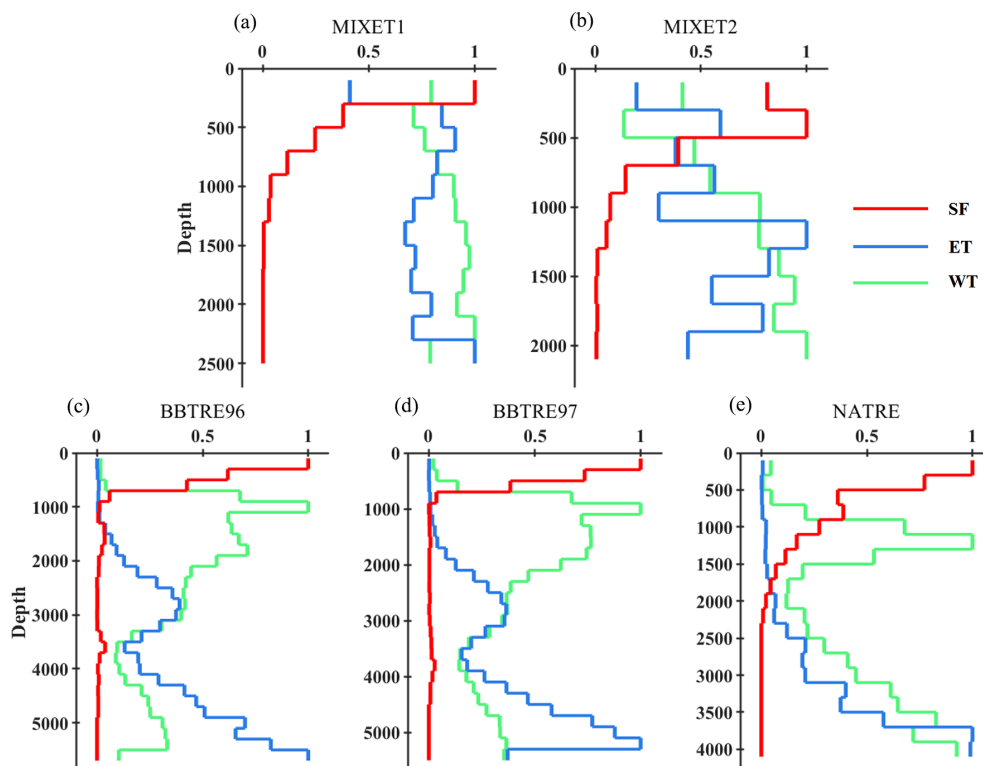 (a)
MIXET1
0 0.5 1
0
500
1000
1500
2000
2500
Depth
(b)
MIXET2
0 0.5 1
0
500
1000
1500
2000
SF
ET
WT
(c)
BBTRE96
0 0.5 1
0
1000
2000
3000
4000
5000
Depth
(d)
BBTRE97
0 0.5 1
0
1000
2000
3000
4000
5000
(e)
NATRE
0 0.5 1
0
500
1000
1500
2000
2500
3000
3500
4000